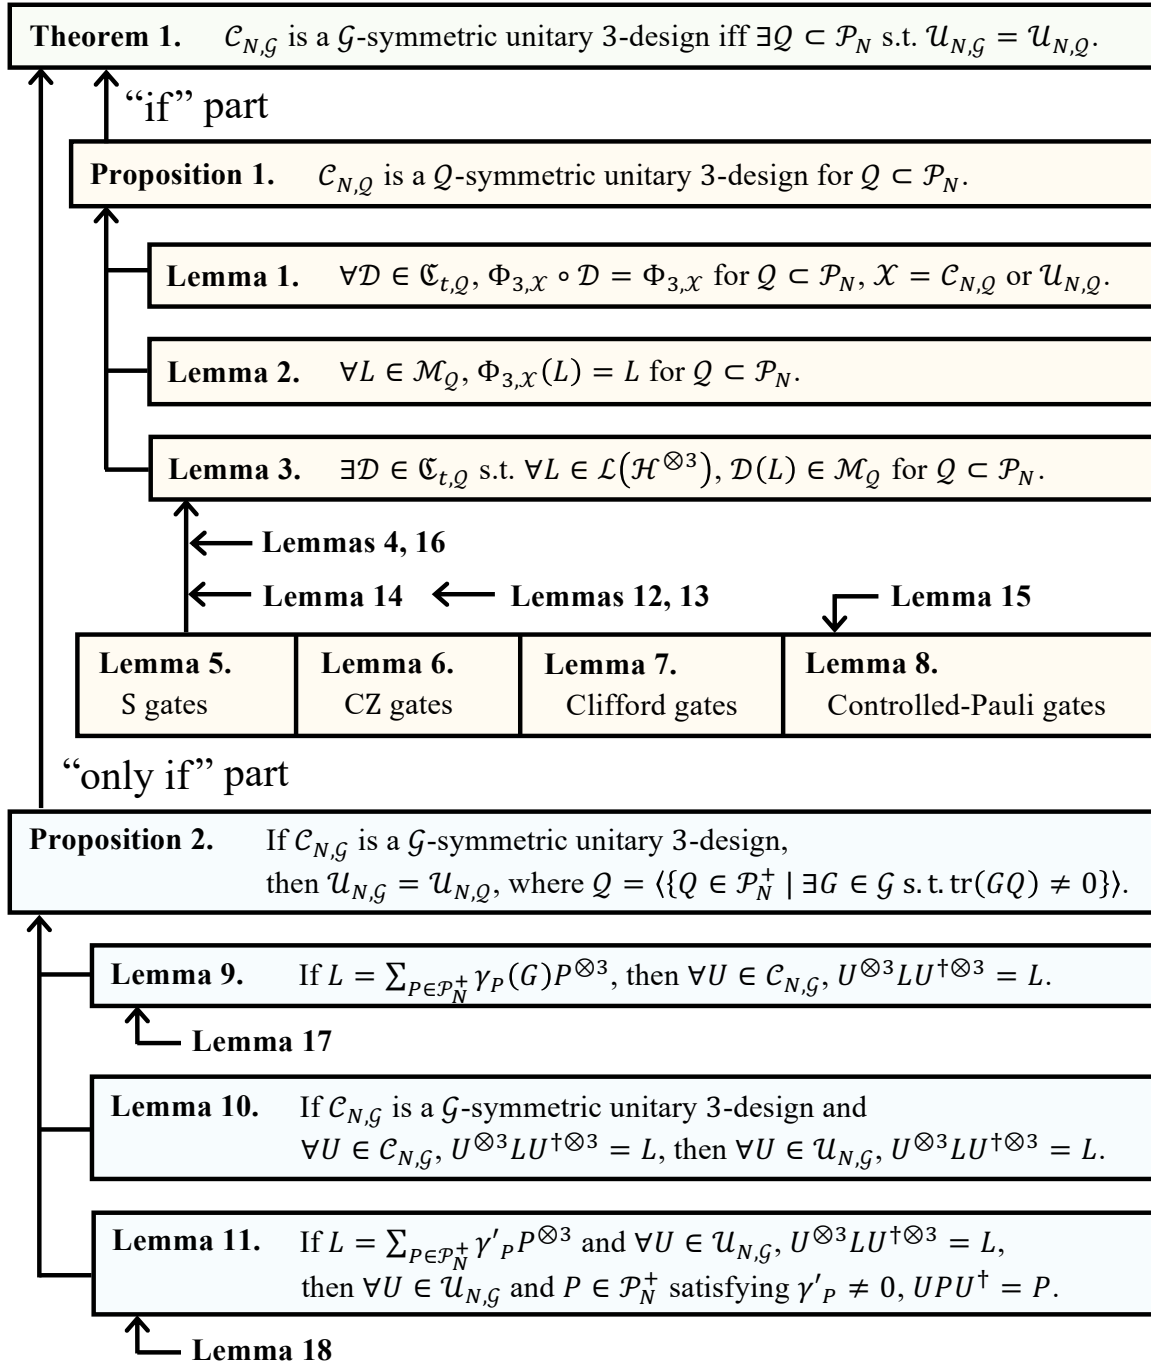 Theorem 1. 𝒞_{N,𝒢} is a 𝒢-symmetric unitary 3-design iff ∃𝒬 ⊂ 𝒫_N s.t. 𝒰_{N,𝒢} = 𝒰_{N,𝒬}.
“if” part
Proposition 1. 𝒞_{N,𝒬} is a 𝒬-symmetric unitary 3-design for 𝒬 ⊂ 𝒫_N.
Lemma 1. ∀𝒟 ∈ ℭ_{t,𝒬}, Φ_{3,𝒳} ∘ 𝒟 = Φ_{3,𝒳} for 𝒬 ⊂ 𝒫_N, 𝒳 = 𝒞_{N,𝒬} or 𝒰_{N,𝒬}.
Lemma 2. ∀L ∈ ℳ_𝒬, Φ_{3,𝒳}(L) = L for 𝒬 ⊂ 𝒫_N.
Lemma 3. ∃𝒟 ∈ ℭ_{t,𝒬} s.t. ∀L ∈ ℒ(ℋ^{⊗3}), 𝒟(L) ∈ ℳ_𝒬 for 𝒬 ⊂ 𝒫_N.
Lemmas 4, 16
Lemma 14 Lemmas 12, 13 Lemma 15
Lemma 5. Lemma 6. Lemma 7. Lemma 8.
S gates CZ gates Clifford gates Controlled-Pauli gates
“only if” part
Proposition 2. If 𝒞_{N,𝒢} is a 𝒢-symmetric unitary 3-design,
then 𝒰_{N,𝒢} = 𝒰_{N,𝒬}, where 𝒬 = ⟨{Q ∈ 𝒫_N^+ | ∃G ∈ 𝒢 s.t. tr(GQ) ≠ 0}⟩.
Lemma 9. If L = ∑_{P∈𝒫_N^+} γ_P(G)P^{⊗3}, then ∀U ∈ 𝒞_{N,𝒢}, U^{⊗3}LU^{†⊗3} = L.
Lemma 17
Lemma 10. If 𝒞_{N,𝒢} is a 𝒢-symmetric unitary 3-design and
∀U ∈ 𝒞_{N,𝒢}, U^{⊗3}LU^{†⊗3} = L, then ∀U ∈ 𝒰_{N,𝒢}, U^{⊗3}LU^{†⊗3} = L.
Lemma 11. If L = ∑_{P∈𝒫_N^+} γ'_P P^{⊗3} and ∀U ∈ 𝒰_{N,𝒢}, U^{⊗3}LU^{†⊗3} = L,
then ∀U ∈ 𝒰_{N,𝒢} and P ∈ 𝒫_N^+ satisfying γ'_P ≠ 0, UPU^† = P.
Lemma 18